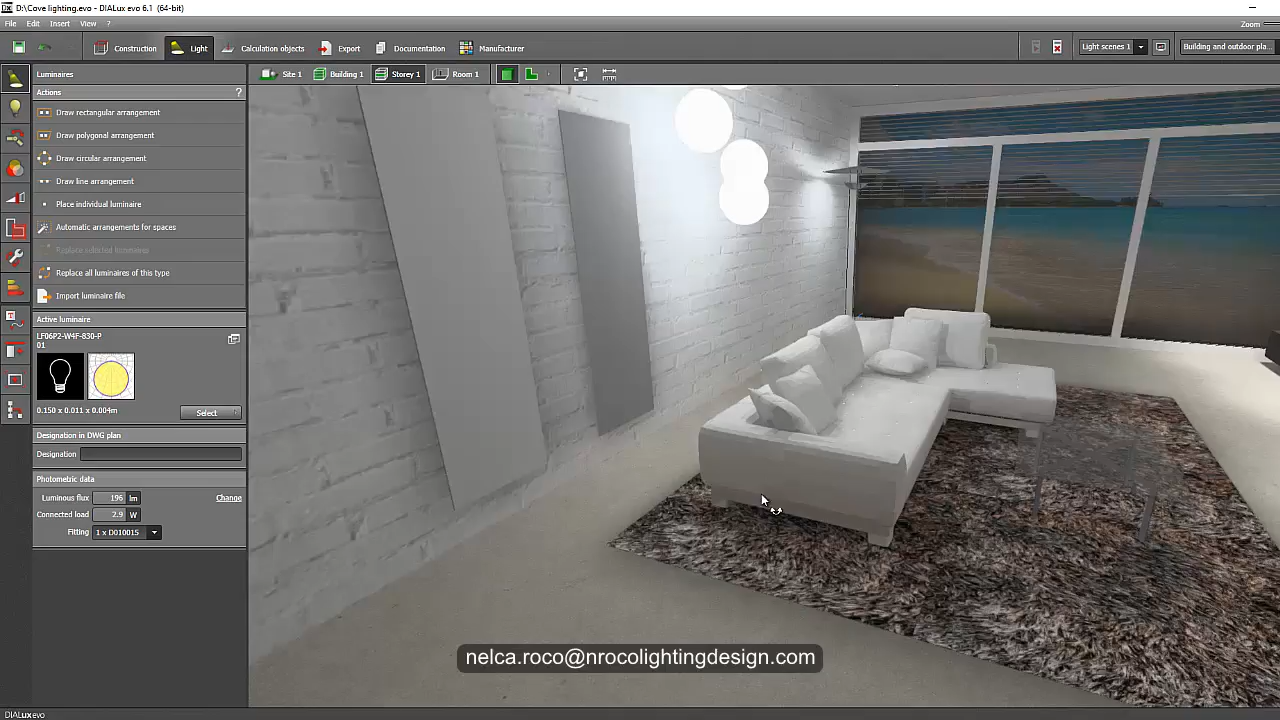 D:\Cove lighting.evo - DIALux evo 6.1 (64-bit)
File Edit Insert View ?
Zoom
Construction Light Calculation objects Export Documentation Manufacturer
Light scenes 1 Building and outdoor pla...
Luminaires
Site 1 Building 1 Storey 1 Room 1
Actions ?
Draw rectangular arrangement
Draw polygonal arrangement
Draw circular arrangement
Draw line arrangement
Place individual luminaire
Automatic arrangements for spaces
Replace selected luminaires
Replace all luminaires of this type
Import luminaire file
Active luminaire
LF06P2-W4F-830-P
01
0.150 x 0.011 x 0.004m
Select
Designation in DWG plan
Designation
Photometric data
Luminous flux 196 lm Change
Connected load 2.9 W
Fitting 1 x DO10015
nelca.roco@nrocolightingdesign.com
DIALux evo